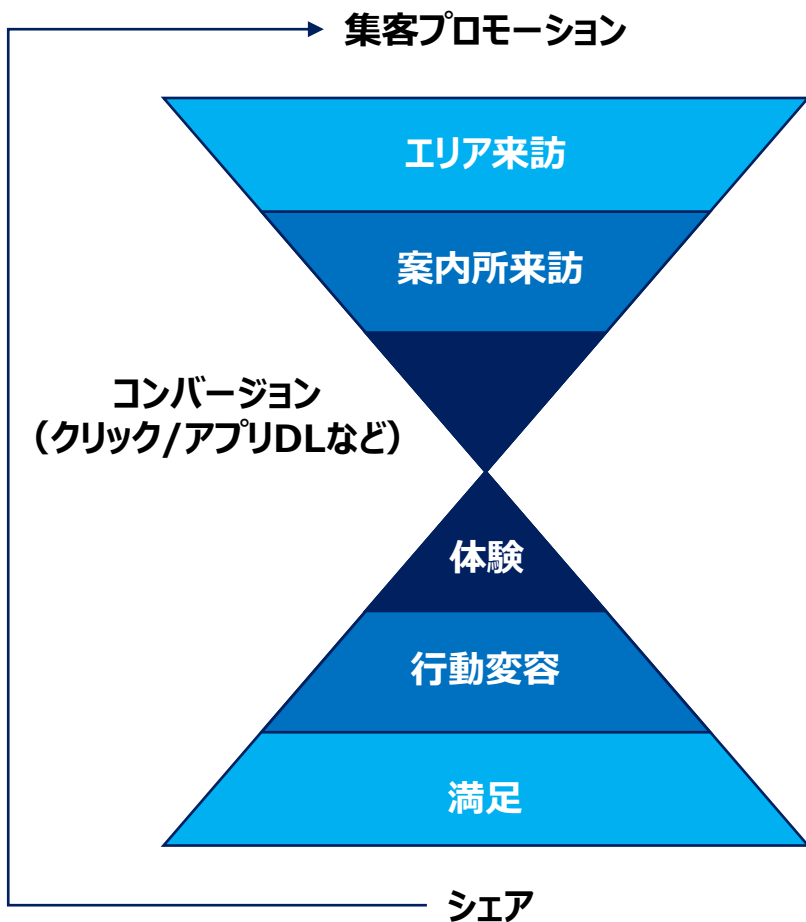 集客プロモーション
エリア来訪
案内所来訪
コンバージョン
（クリック/アプリDLなど）
体験
行動変容
満足
シェア